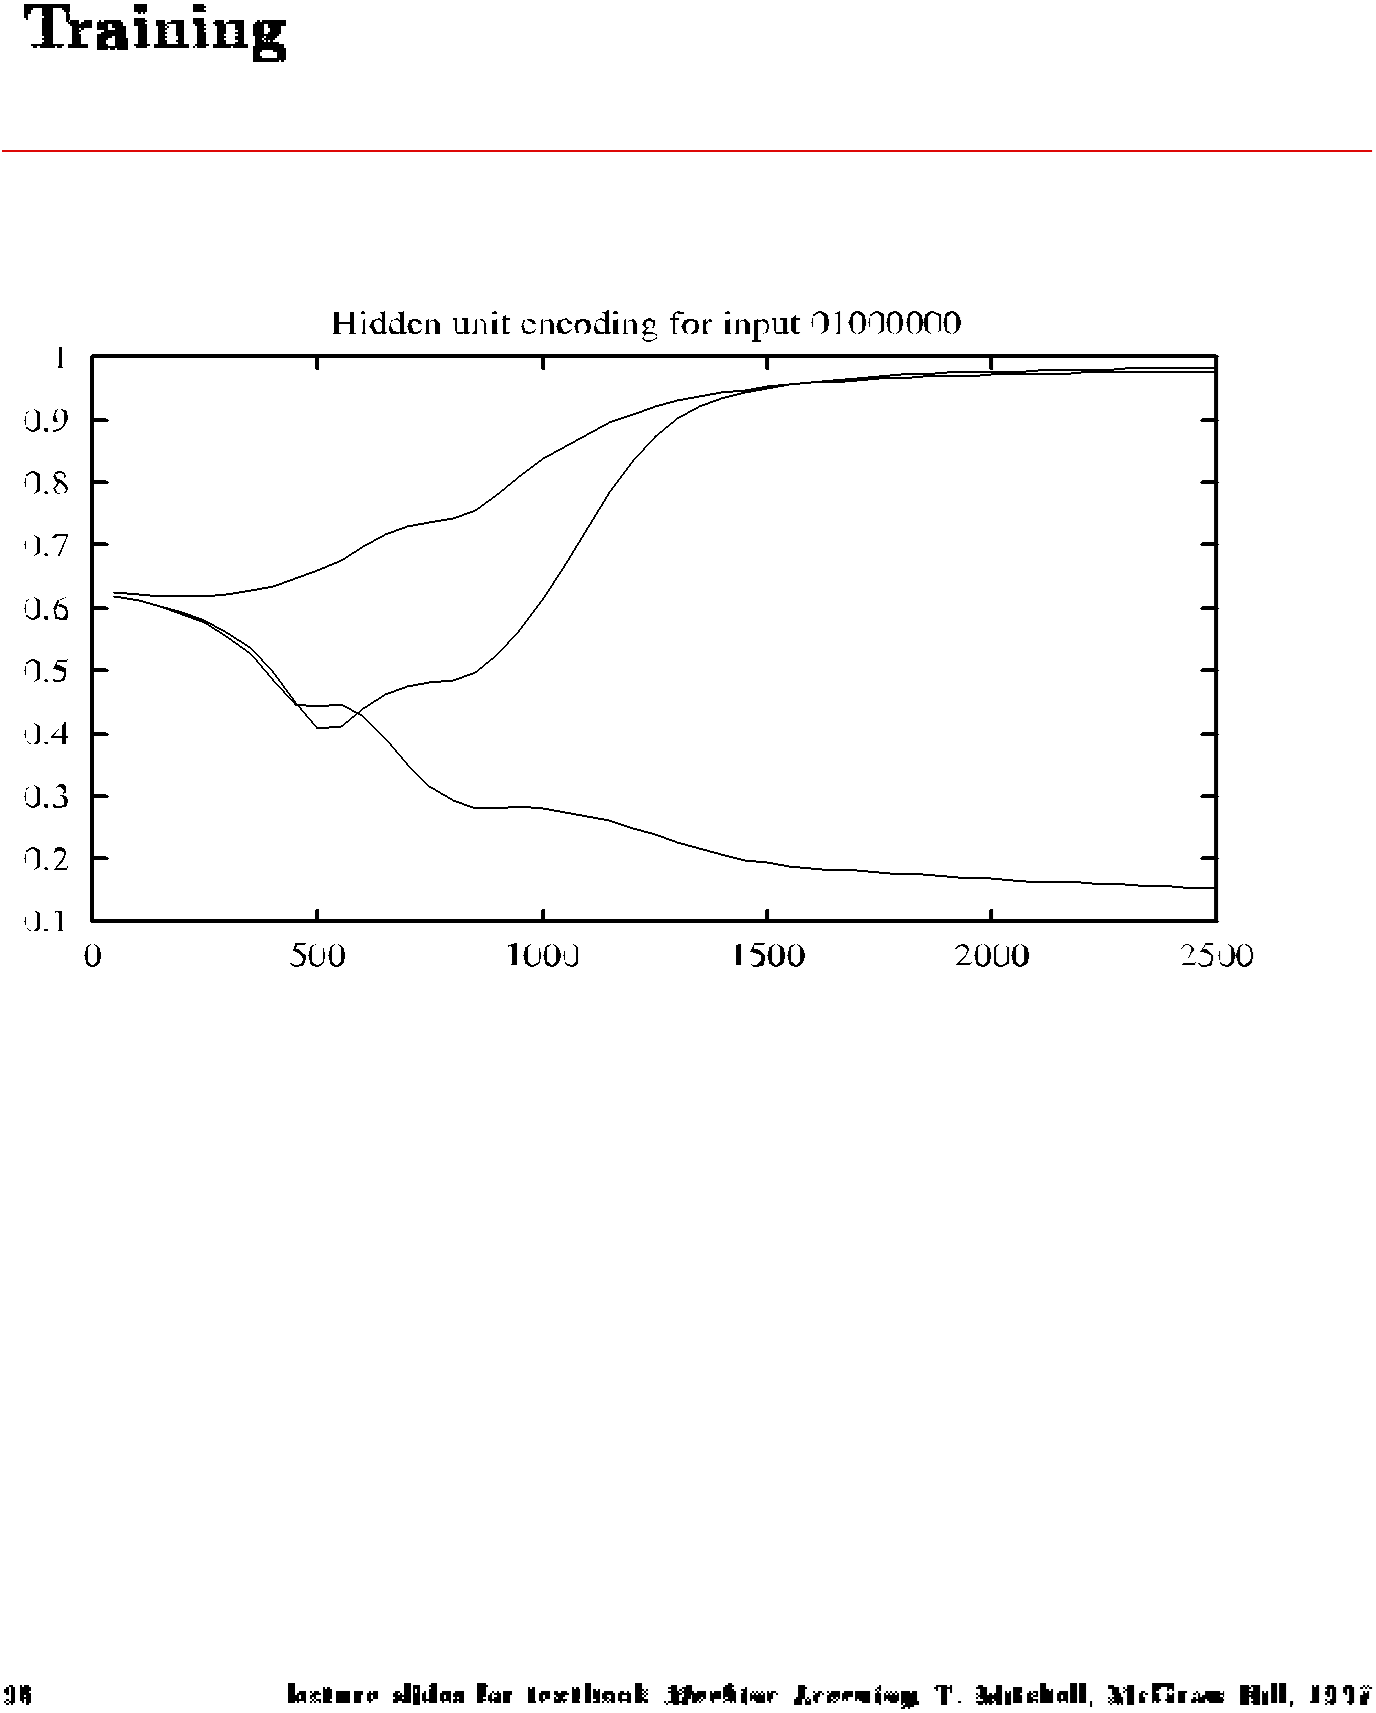 Training
Hidden unit encoding for input 01000000
1
0.9
0.8
0.7
0.6
0.5
0.4
0.3
0.2
0.1
0 500 1000 1500 2000 2500
lecture slides for textbook Machine Learning, T. Mitchell, McGraw Hill, 1997